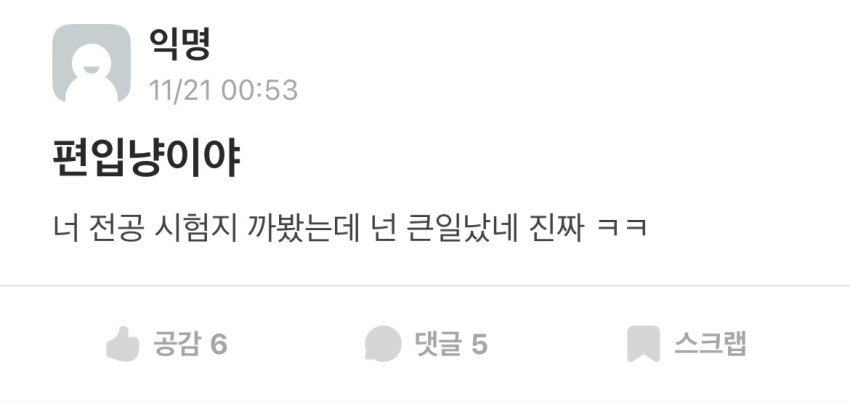 익명
11/21 00:53
편입냥이야
너 전공 시험지 까봤는데 넌 큰일났네 진짜 ㅋㅋ
공감 6 댓글 5 스크랩